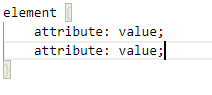 element {
    attribute: value;
    attribute: value;
}